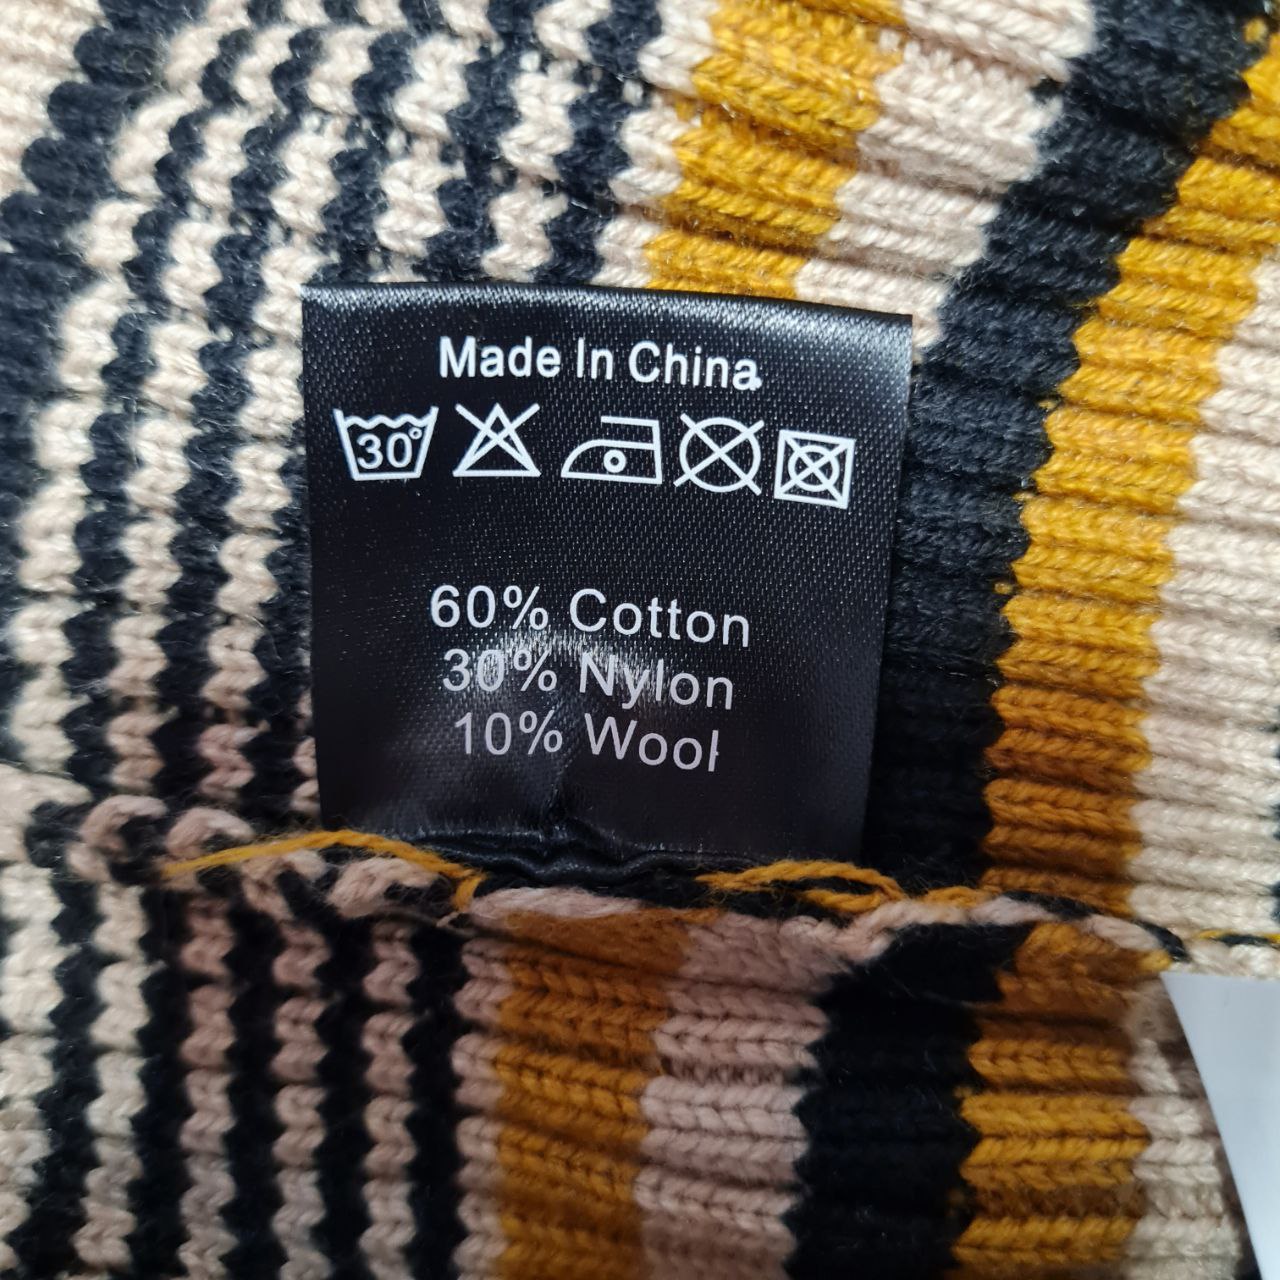 Made In China
30°
60% Cotton
30% Nylon
10% Wool